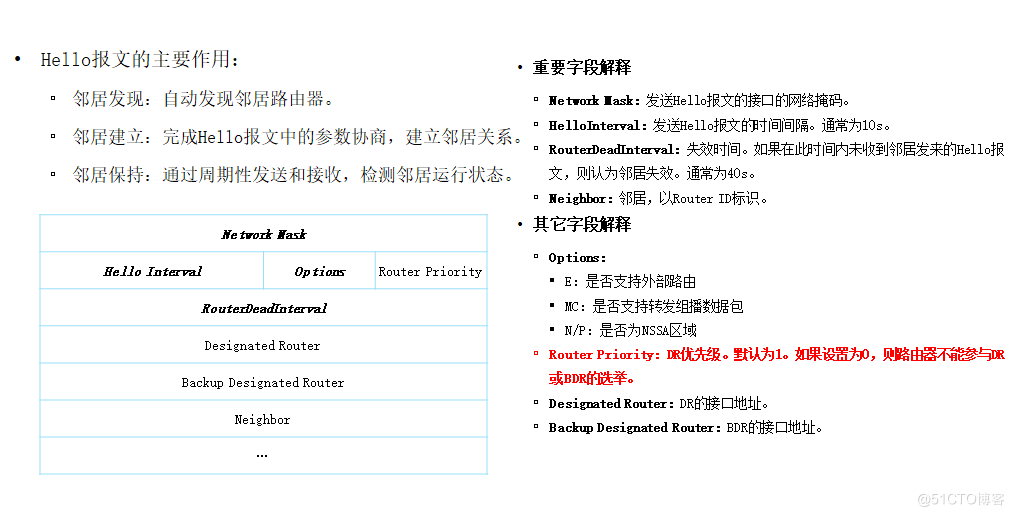 • Hello报文的主要作用:
▫ 邻居发现: 自动发现邻居路由器。
▫ 邻居建立: 完成Hello报文中的参数协商, 建立邻居关系。
▫ 邻居保持: 通过周期性发送和接收, 检测邻居运行状态。
Network Mask
Hello Interval Options Router Priority
RouterDeadInterval
Designated Router
Backup Designated Router
Neighbor
…
• 重要字段解释
▫ Network Mask: 发送Hello报文的接口的网络掩码。
▫ HelloInterval: 发送Hello报文的时间间隔。通常为10s。
▫ RouterDeadInterval: 失效时间。如果在此时间内未收到邻居发来的Hello报
文, 则认为邻居失效。通常为40s。
▫ Neighbor: 邻居, 以Router ID标识。
• 其它字段解释
▫ Options:
▪ E: 是否支持外部路由
▪ MC: 是否支持转发组播数据包
▪ N/P: 是否为NSSA区域
▫ Router Priority: DR优先级。默认为1。如果设置为0, 则路由器不能参与DR
或BDR的选举。
▫ Designated Router: DR的接口地址。
▫ Backup Designated Router: BDR的接口地址。
@51CTO博客